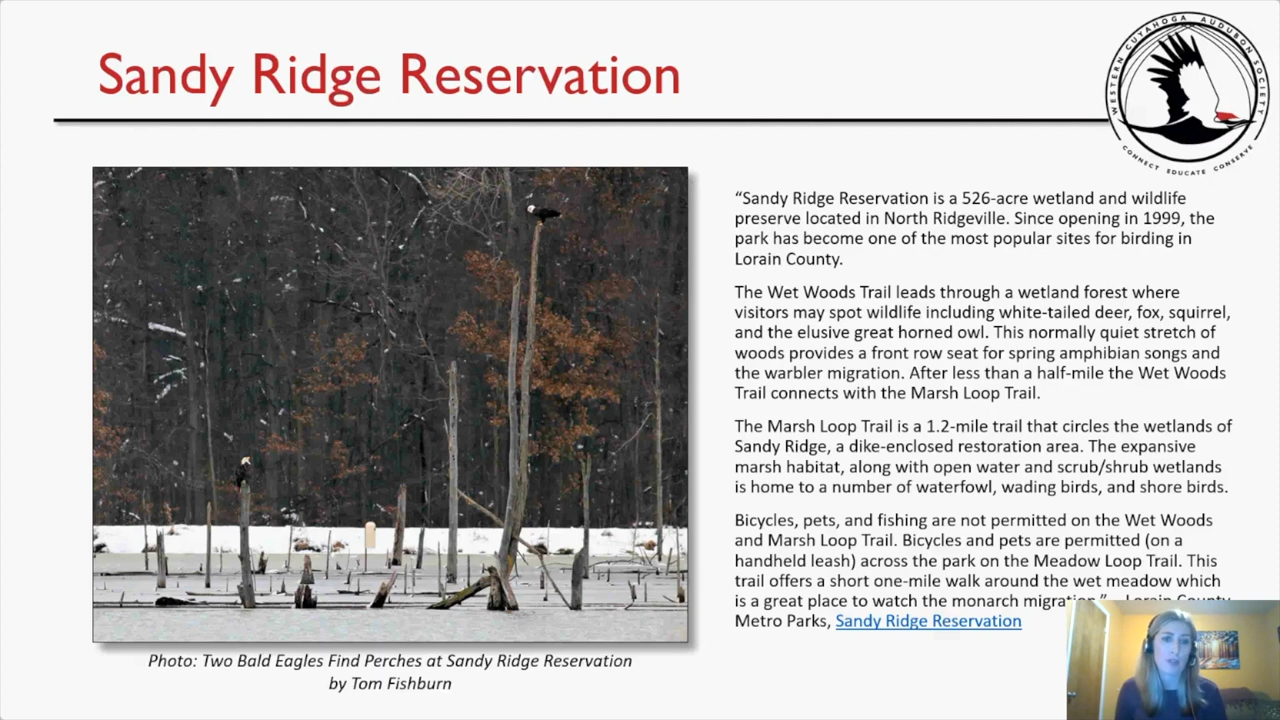 Sandy Ridge Reservation
WESTERN CUYAHOGA AUDUBON SOCIETY
CONNECT EDUCATE CONSERVE
“Sandy Ridge Reservation is a 526-acre wetland and wildlife
preserve located in North Ridgeville. Since opening in 1999, the
park has become one of the most popular sites for birding in
Lorain County.
The Wet Woods Trail leads through a wetland forest where
visitors may spot wildlife including white-tailed deer, fox, squirrel,
and the elusive great horned owl. This normally quiet stretch of
woods provides a front row seat for spring amphibian songs and
the warbler migration. After less than a half-mile the Wet Woods
Trail connects with the Marsh Loop Trail.
The Marsh Loop Trail is a 1.2-mile trail that circles the wetlands of
Sandy Ridge, a dike-enclosed restoration area. The expansive
marsh habitat, along with open water and scrub/shrub wetlands
is home to a number of waterfowl, wading birds, and shore birds.
Bicycles, pets, and fishing are not permitted on the Wet Woods
and Marsh Loop Trail. Bicycles and pets are permitted (on a
handheld leash) across the park on the Meadow Loop Trail. This
trail offers a short one-mile walk around the wet meadow which
is a great place to watch the monarch migration.” Lorain County
Metro Parks, Sandy Ridge Reservation
Photo: Two Bald Eagles Find Perches at Sandy Ridge Reservation
by Tom Fishburn